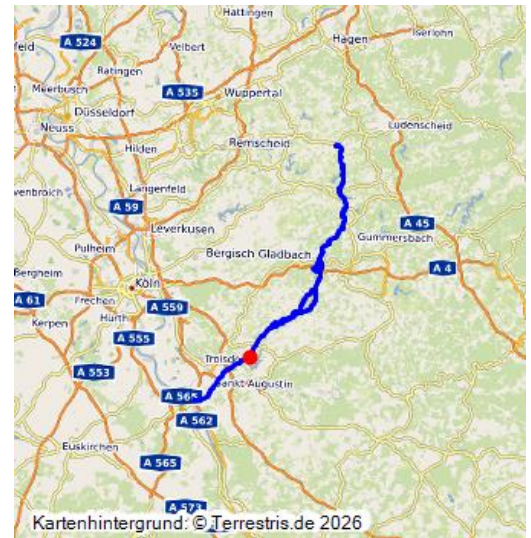 Hattingen
A 524
Velbert
Hagen
Iserlohn
Ratingen
Meerbusch
A 535
Düsseldorf
Wuppertal
Neuss
Hilden
Remscheid
Lüdenscheid
Langenfeld
A 59
Leverkusen
A 45
Pulheim
Bergisch Gladbach
Gummersbach
Bergheim
A 4
A 61
Frechen
Köln
A 559
Kerpen
Hürth
A 555
Troisdo
A 553
Sankt Augustin
A 565
A 562
Euskirchen
A 565
A 573
Kartenhintergrund: © Terrestris.de 2026